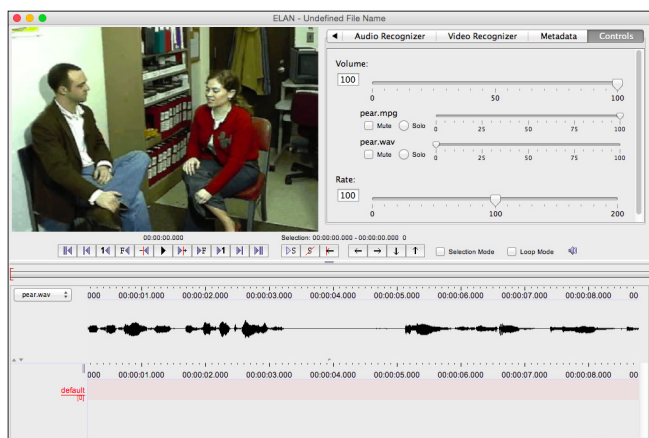 ELAN - Undefined File Name
Audio Recognizer Video Recognizer Metadata Controls
Volume:
100
0 50 100
pear.mpg
Mute Solo
0 25 50 75 100
pear.wav
Mute Solo
0 25 50 75 100
Rate:
100
0 100 200
00:00:00.000 Selection: 00:00:00.000 - 00:00:00.000 0
1 F F 1 S S Selection Mode Loop Mode
pear.wav 000 00:00:01.000 00:00:02.000 00:00:03.000 00:00:04.000 00:00:05.000 00:00:06.000 00:00:07.000 00:00:08.000 00
000 00:00:01.000 00:00:02.000 00:00:03.000 00:00:04.000 00:00:05.000 00:00:06.000 00:00:07.000 00:00:08.000 00
default
[0]